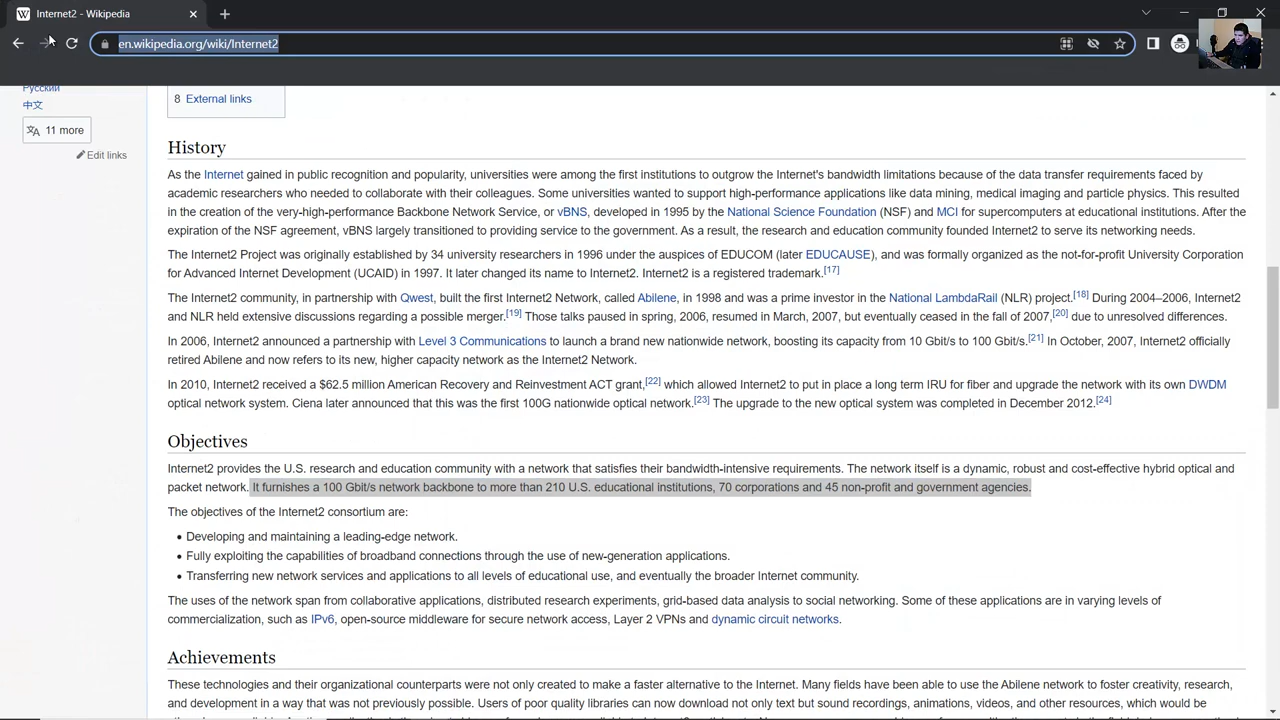 Internet2 - Wikipedia
en.wikipedia.org/wiki/Internet2
Русский
中文
11 more
Edit links
8 External links
History
As the Internet gained in public recognition and popularity, universities were among the first institutions to outgrow the Internet's bandwidth limitations because of the data transfer requirements faced by
academic researchers who needed to collaborate with their colleagues. Some universities wanted to support high-performance applications like data mining, medical imaging and particle physics. This resulted
in the creation of the very-high-performance Backbone Network Service, or vBNS, developed in 1995 by the National Science Foundation (NSF) and MCI for supercomputers at educational institutions. After the
expiration of the NSF agreement, vBNS largely transitioned to providing service to the government. As a result, the research and education community founded Internet2 to serve its networking needs.
The Internet2 Project was originally established by 34 university researchers in 1996 under the auspices of EDUCOM (later EDUCAUSE), and was formally organized as the not-for-profit University Corporation
for Advanced Internet Development (UCAID) in 1997. It later changed its name to Internet2. Internet2 is a registered trademark.[17]
The Internet2 community, in partnership with Qwest, built the first Internet2 Network, called Abilene, in 1998 and was a prime investor in the National LambdaRail (NLR) project.[18] During 2004–2006, Internet2
and NLR held extensive discussions regarding a possible merger.[19] Those talks paused in spring, 2006, resumed in March, 2007, but eventually ceased in the fall of 2007,[20] due to unresolved differences.
In 2006, Internet2 announced a partnership with Level 3 Communications to launch a brand new nationwide network, boosting its capacity from 10 Gbit/s to 100 Gbit/s.[21] In October, 2007, Internet2 officially
retired Abilene and now refers to its new, higher capacity network as the Internet2 Network.
In 2010, Internet2 received a $62.5 million American Recovery and Reinvestment ACT grant,[22] which allowed Internet2 to put in place a long term IRU for fiber and upgrade the network with its own DWDM
optical network system. Ciena later announced that this was the first 100G nationwide optical network.[23] The upgrade to the new optical system was completed in December 2012.[24]
Objectives
Internet2 provides the U.S. research and education community with a network that satisfies their bandwidth-intensive requirements. The network itself is a dynamic, robust and cost-effective hybrid optical and
packet network. It furnishes a 100 Gbit/s network backbone to more than 210 U.S. educational institutions, 70 corporations and 45 non-profit and government agencies.
The objectives of the Internet2 consortium are:
• Developing and maintaining a leading-edge network.
• Fully exploiting the capabilities of broadband connections through the use of new-generation applications.
• Transferring new network services and applications to all levels of educational use, and eventually the broader Internet community.
The uses of the network span from collaborative applications, distributed research experiments, grid-based data analysis to social networking. Some of these applications are in varying levels of
commercialization, such as IPv6, open-source middleware for secure network access, Layer 2 VPNs and dynamic circuit networks.
Achievements
These technologies and their organizational counterparts were not only created to make a faster alternative to the Internet. Many fields have been able to use the Abilene network to foster creativity, research,
and development in a way that was not previously possible. Users of poor quality libraries can now download not only text but sound recordings, animations, videos, and other resources, which would be